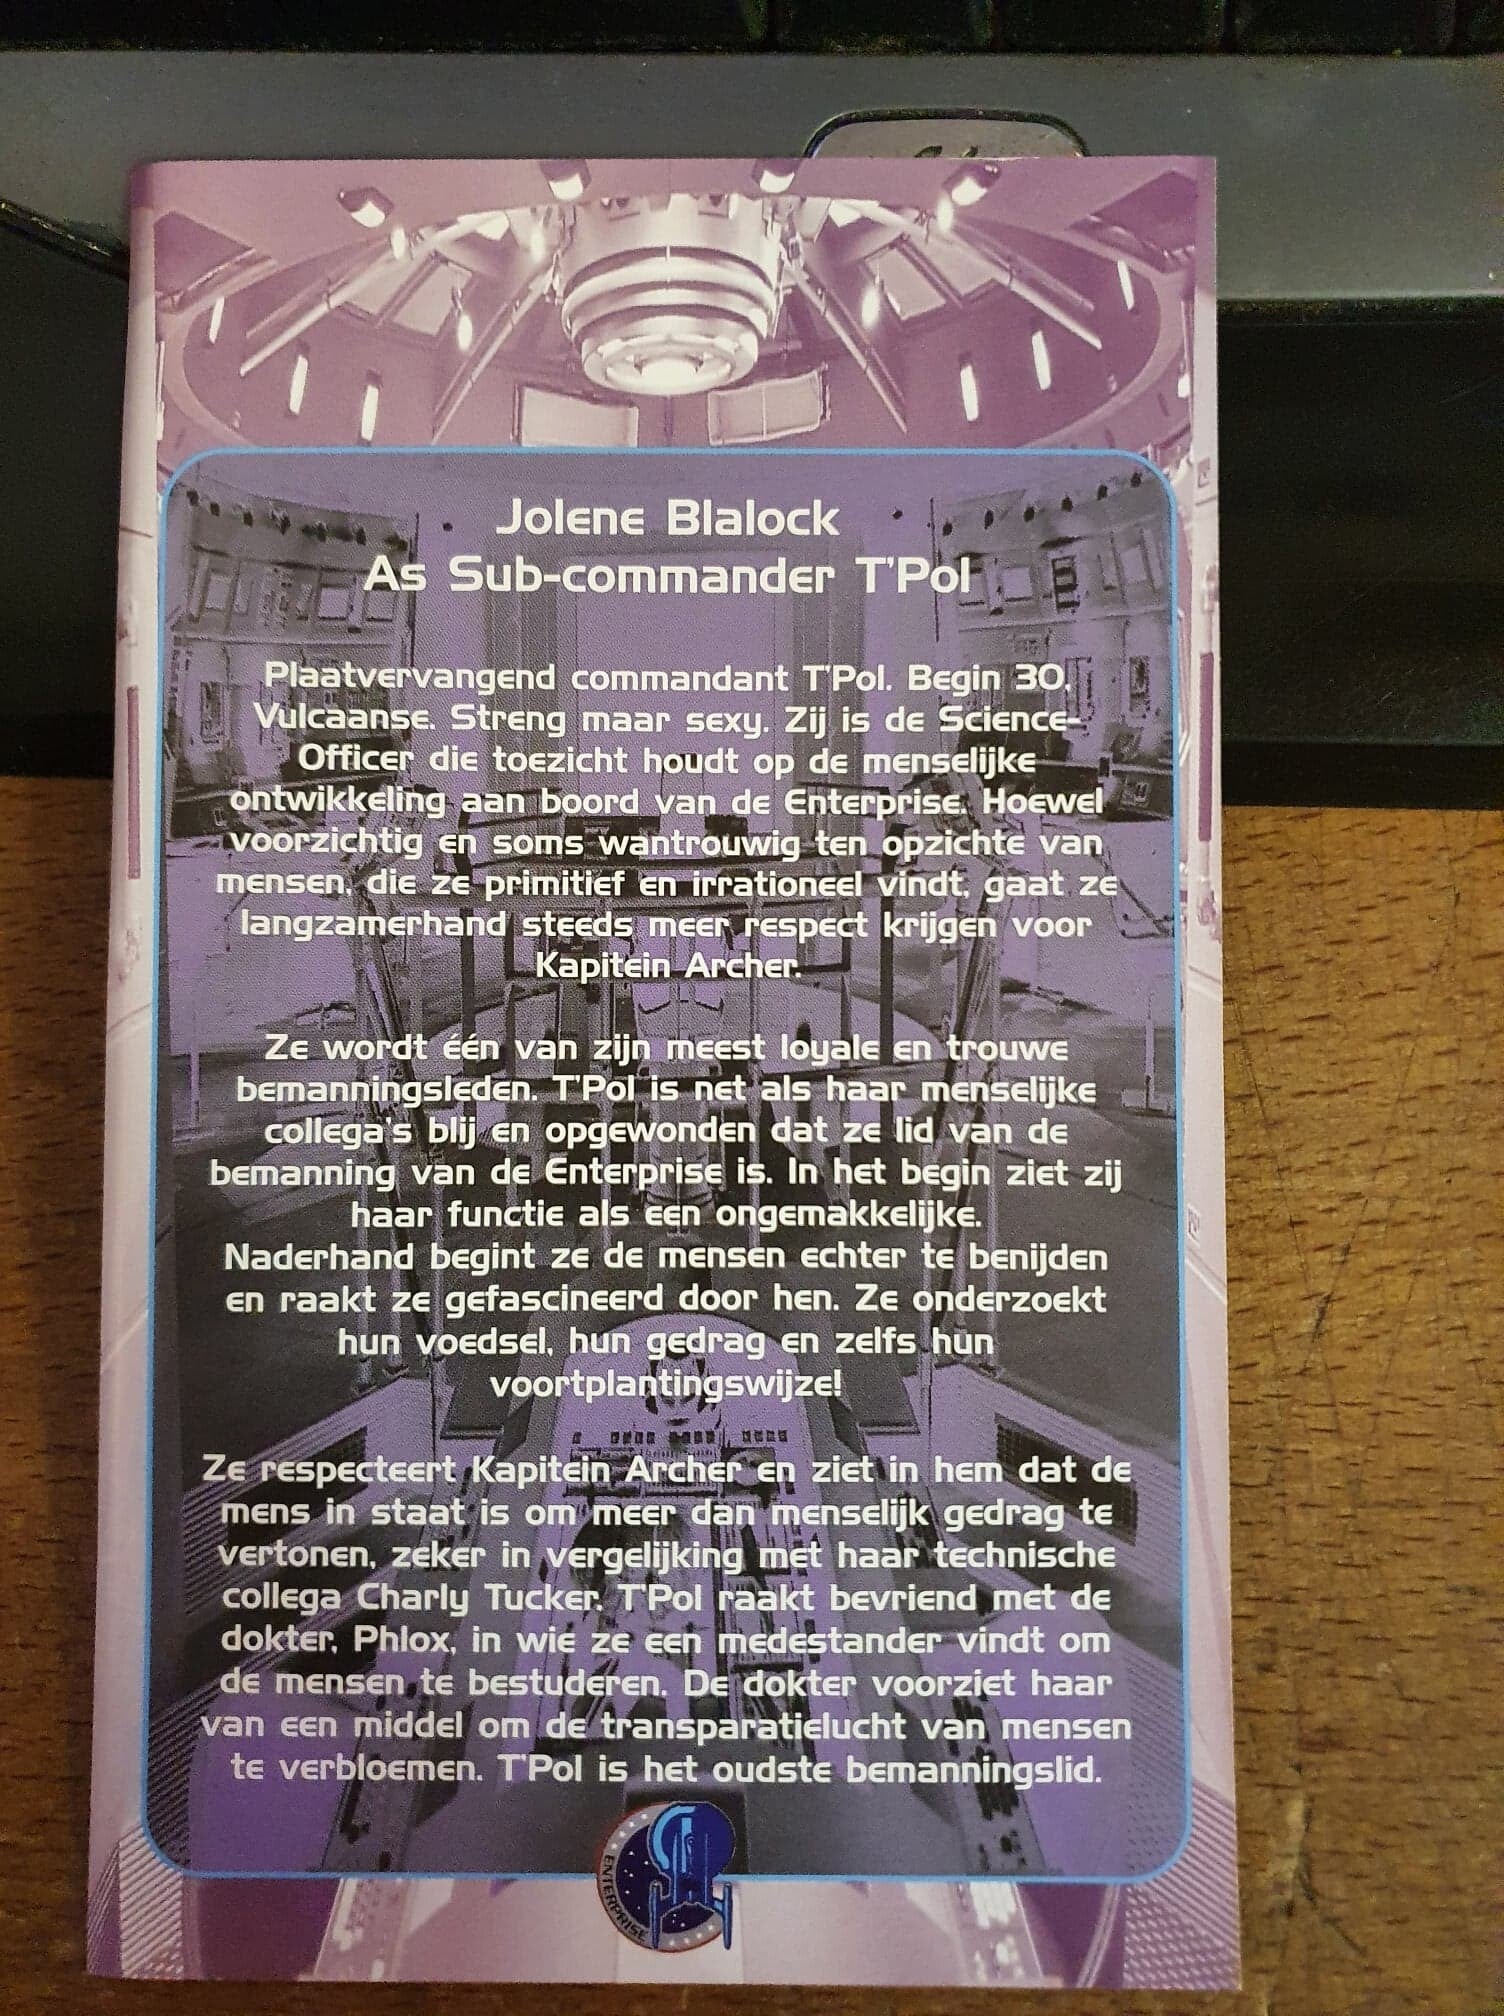 Jolene Blalock
As Sub-commander T'Pol
Plaatvervangend commandant T'Pol. Begin 30,
Vulcaanse. Streng maar sexy. Zij is de Science-
Officer die toezicht houdt op de menselijke
ontwikkeling aan boord van de Enterprise. Hoewel
voorzichtig en soms wantrouwig ten opzichte van
mensen, die ze primitief en irrationeel vindt, gaat ze
langzamerhand steeds meer respect krijgen voor
Kapitein Archer.
Ze wordt één van zijn meest loyale en trouwe
bemanningsleden. T'Pol is net als haar menselijke
collega's blij en opgewonden dat ze lid van de
bemanning van de Enterprise is. In het begin ziet zij
haar functie als een ongemakkelijke.
Naderhand begint ze de mensen echter te benijden
en raakt ze gefascineerd door hen. Ze onderzoekt
hun voedsel, hun gedrag en zelfs hun
voortplantingswijze!
Ze respecteert Kapitein Archer en ziet in hem dat de
mens in staat is om meer dan menselijk gedrag te
vertonen, zeker in vergelijking met haar technische
collega Charly Tucker. T'Pol raakt bevriend met de
dokter, Phlox, in wie ze een medestander vindt om
de mensen te bestuderen. De dokter voorziet haar
van een middel om de transparatielucht van mensen
te verbloemen. T'Pol is het oudste bemanningslid.
ENTERPRISE